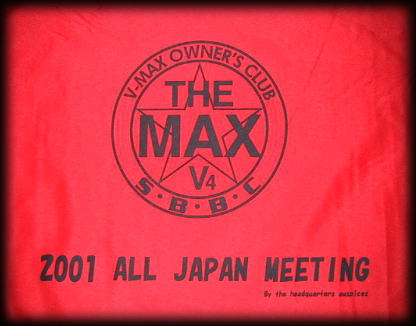 V-MAX OWNER'S CLUB
THE
MAX
V4
S・B・B・C
2001 ALL JAPAN MEETING
By the headquarters auspices